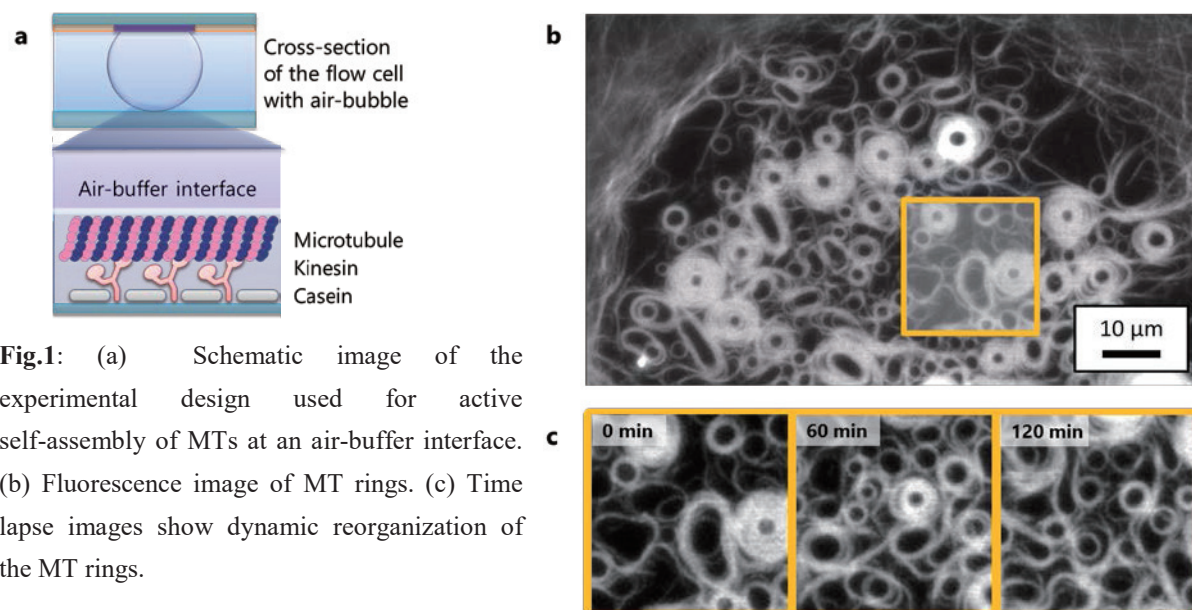 a
Cross-section
of the flow cell
with air-bubble
Air-buffer interface
Microtubule
Kinesin
Casein
Fig.1: (a) Schematic image of the
experimental design used for active
self-assembly of MTs at an air-buffer interface.
(b) Fluorescence image of MT rings. (c) Time
lapse images show dynamic reorganization of
the MT rings.
b
10 μm
c
0 min
60 min
120 min